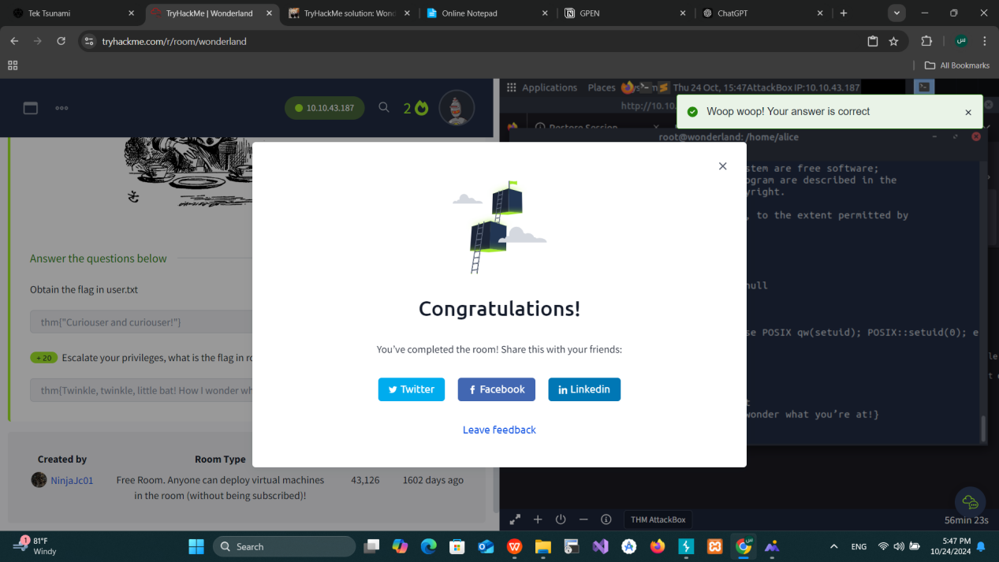 Tek Tsunami
TryHackMe | Wonderland
TryHackMe solution: Won
Online Notepad
GPEN
ChatGPT
tryhackme.com/r/room/wonderland
All Bookmarks
10.10.43.187
2
Applications Places
Thu 24 Oct, 15:47 AttackBox IP:10.10.43.187
http://10.10.
Woop woop! Your answer is correct
Restore Session
root@wonderland: /home/alice
stem are free software;
ogram are described in the
yright.
, to the extent permitted by
null
se POSIX qw(setuid); POSIX::setuid(0); e
t
wonder what you're at!}
Congratulations!
You've completed the room! Share this with your friends:
Twitter
Facebook
in Linkedin
Leave feedback
Answer the questions below
Obtain the flag in user.txt
thm{"Curiouser and curiouser!"}
+ 20 Escalate your privileges, what is the flag in ro
thm{Twinkle, twinkle, little bat! How I wonder wh
Created by
Room Type
NinjaJc01
Free Room. Anyone can deploy virtual machines
in the room (without being subscribed)!
43,126
1602 days ago
THM AttackBox
56min 23s
1
81°F
Windy
Search
ENG
5:47 PM
10/24/2024